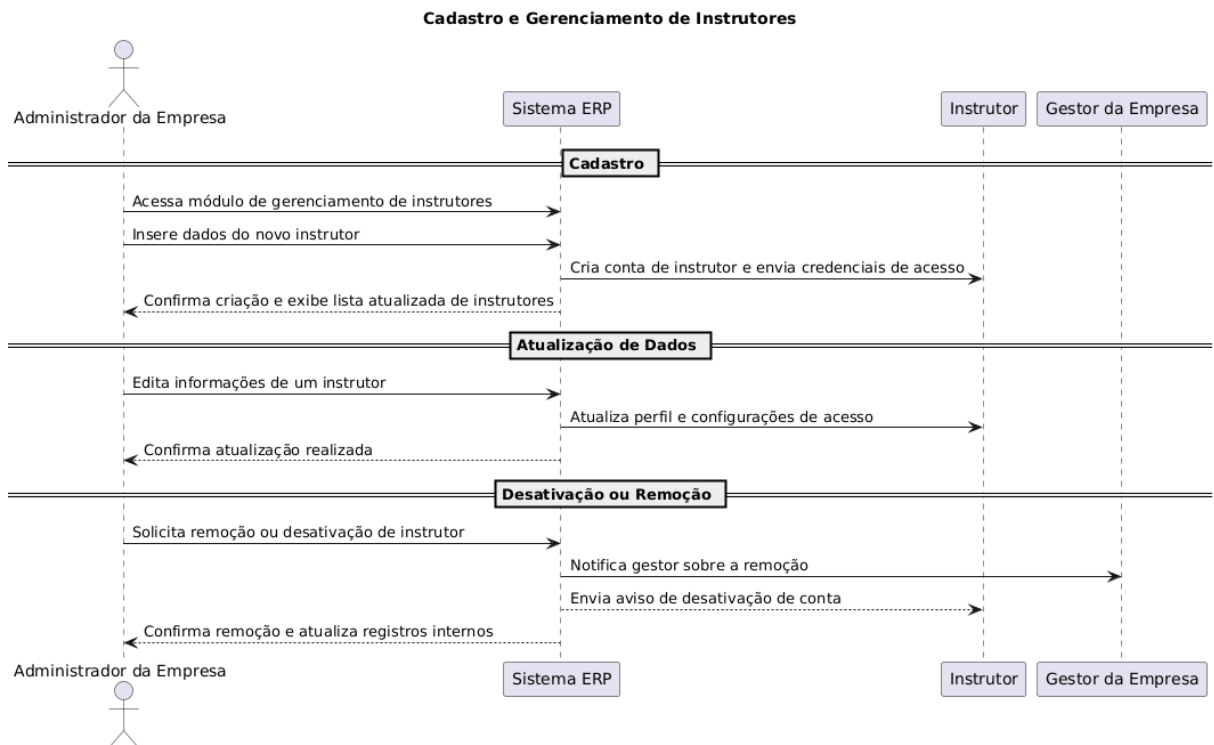 Cadastro e Gerenciamento de Instrutores
Administrador da Empresa
Sistema ERP
Instrutor
Gestor da Empresa
Cadastro
Acessa módulo de gerenciamento de instrutores
Insere dados do novo instrutor
Cria conta de instrutor e envia credenciais de acesso
Confirma criação e exibe lista atualizada de instrutores
Atualização de Dados
Edita informações de um instrutor
Atualiza perfil e configurações de acesso
Confirma atualização realizada
Desativação ou Remoção
Solicita remoção ou desativação de instrutor
Notifica gestor sobre a remoção
Envia aviso de desativação de conta
Confirma remoção e atualiza registros internos
Administrador da Empresa
Sistema ERP
Instrutor
Gestor da Empresa